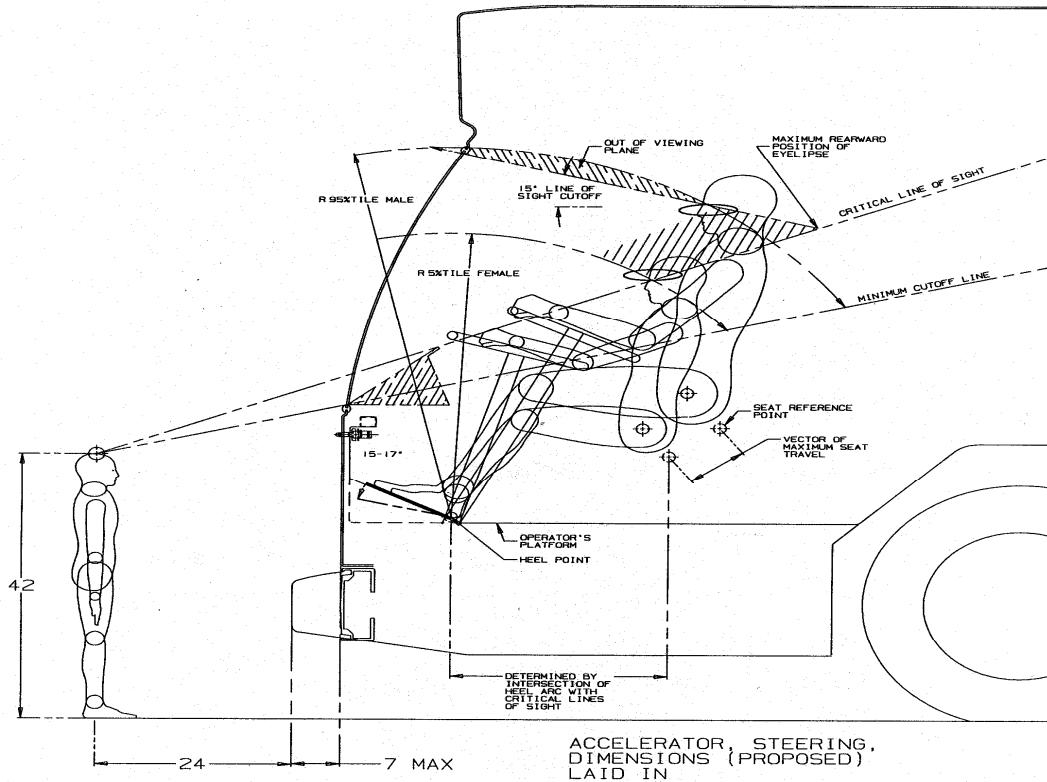 OUT OF VIEWING
PLANE
MAXIMUM REARWARD
POSITION OF
EYELIPSE
15° LINE OF
SIGHT CUTOFF
CRITICAL LINE OF SIGHT
R 95%TILE MALE
R 5%TILE FEMALE
MINIMUM CUTOFF LINE
SEAT REFERENCE
POINT
VECTOR OF
MAXIMUM SEAT
TRAVEL
15-17°
OPERATOR'S
PLATFORM
HEEL POINT
42
DETERMINED BY
INTERSECTION OF
HEEL ARC WITH
CRITICAL LINES
OF SIGHT
24
7 MAX
ACCELERATOR, STEERING,
DIMENSIONS (PROPOSED)
LAID IN